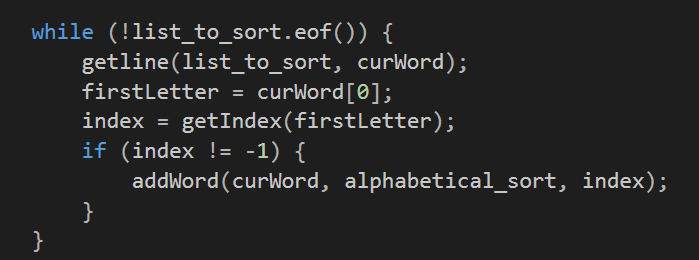 while (!list_to_sort.eof()) {
    getline(list_to_sort, curWord);
    firstLetter = curWord[0];
    index = getIndex(firstLetter);
    if (index != -1) {
        addWord(curWord, alphabetical_sort, index);
    }
}